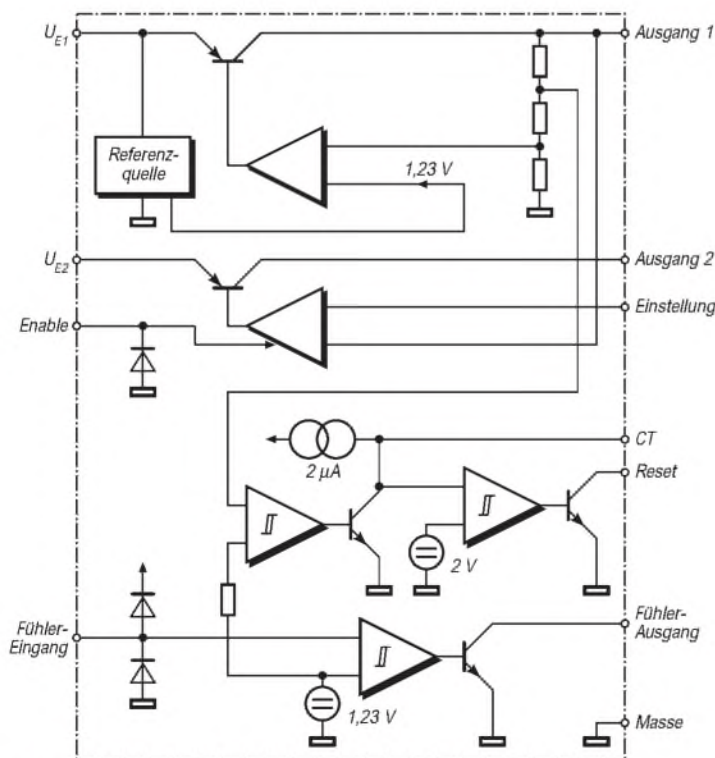 U_E1
Ausgang 1
Referenz-
quelle
1,23 V
U_E2
Ausgang 2
Einstellung
Enable
CT
2 µA
Reset
2 V
Fühler-
Eingang
Fühler-
Ausgang
1,23 V
Masse